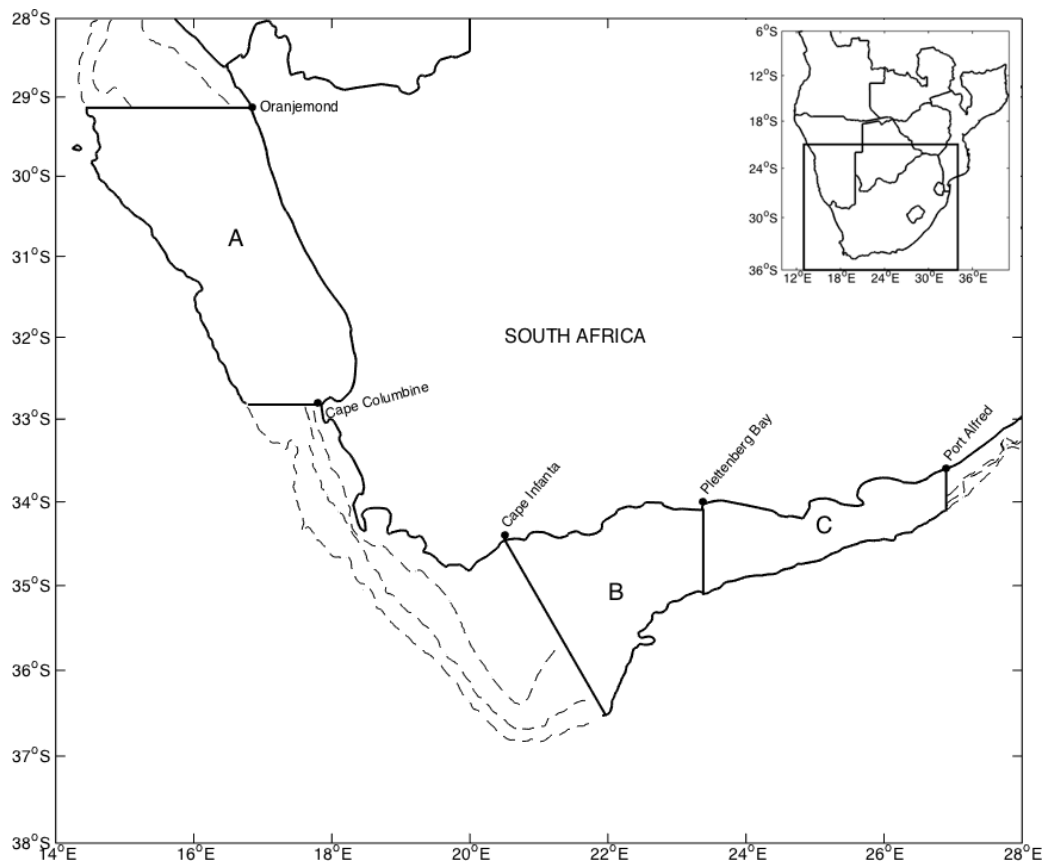 28°S
29°S
30°S
31°S
32°S
33°S
34°S
35°S
36°S
37°S
38°S
14°E
16°E
18°E
20°E
22°E
24°E
26°E
28°E
Oranjemond
A
SOUTH AFRICA
Cape Columbine
Cape Infanta
Plettenberg Bay
Port Alfred
B
C
6°S
12°S
18°S
24°S
30°S
36°S
12°E
18°E
24°E
30°E
36°E